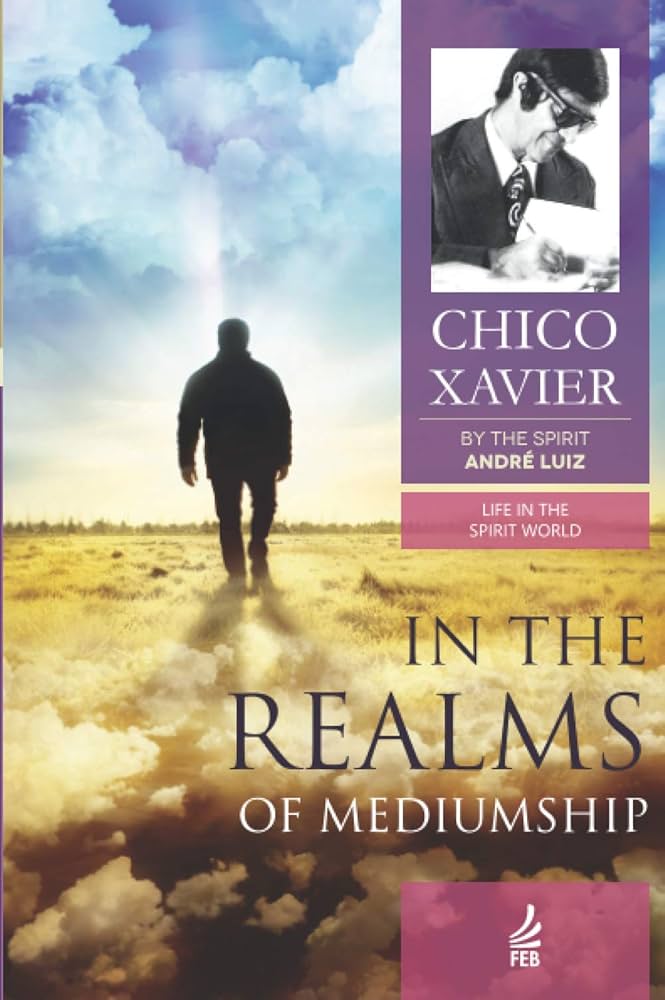 CHICO
XAVIER
BY THE SPIRIT
ANDRÉ LUIZ
LIFE IN THE
SPIRIT WORLD
IN THE
REALMS
OF MEDIUMSHIP
FEB